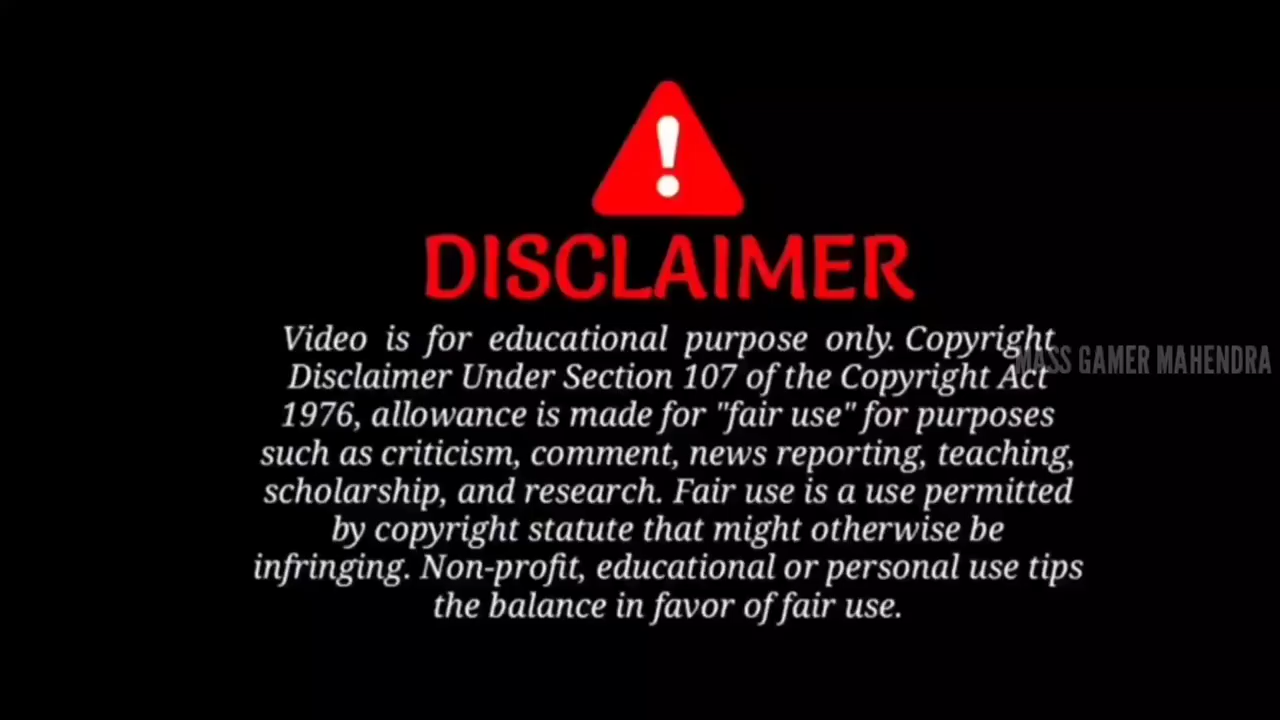 !
DISCLAIMER
Video is for educational purpose only. Copyright
Disclaimer Under Section 107 of the Copyright Act
1976, allowance is made for "fair use" for purposes
such as criticism, comment, news reporting, teaching,
scholarship, and research. Fair use is a use permitted
by copyright statute that might otherwise be
infringing. Non-profit, educational or personal use tips
the balance in favor of fair use.
MASS GAMER MAHENDRA